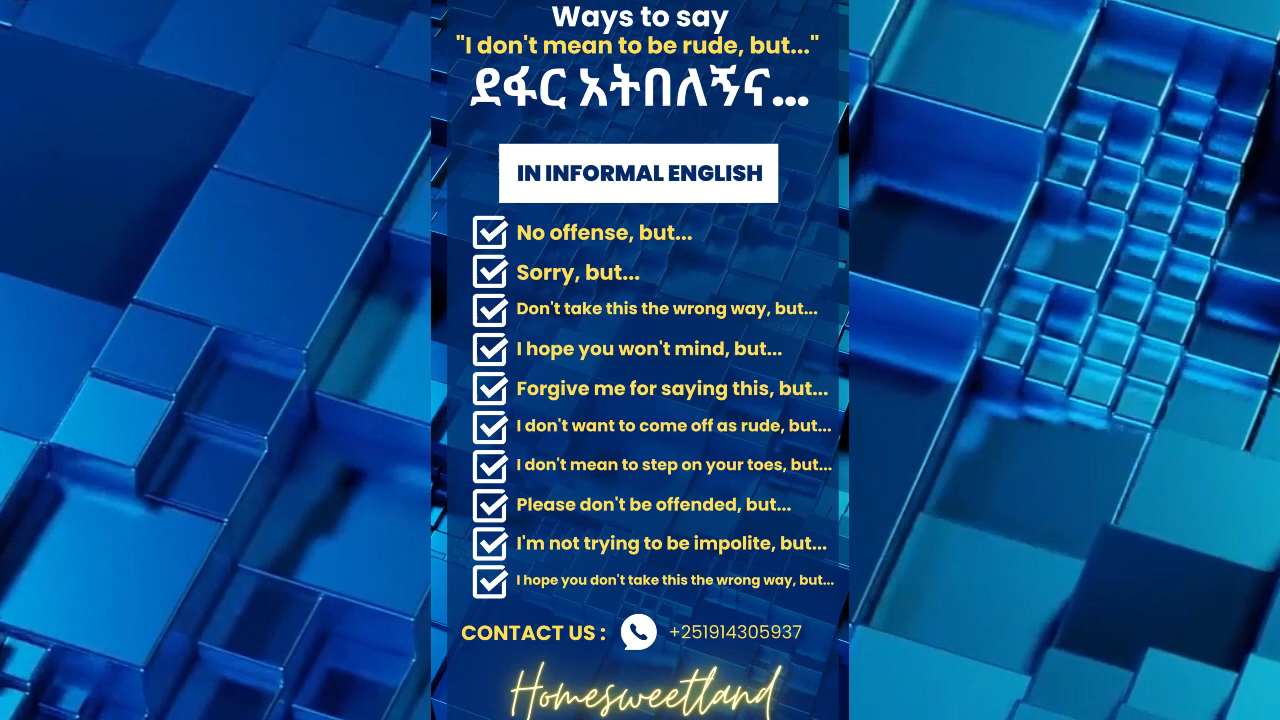 Ways to say
"I don't mean to be rude, but..."
ደፋር አትበለኝና...
IN INFORMAL ENGLISH
No offense, but...
Sorry, but...
Don't take this the wrong way, but...
I hope you won't mind, but...
Forgive me for saying this, but...
I don't want to come off as rude, but...
I don't mean to step on your toes, but...
Please don't be offended, but...
I'm not trying to be impolite, but...
I hope you don't take this the wrong way, but...
CONTACT US : +251914305937
Homesweetland